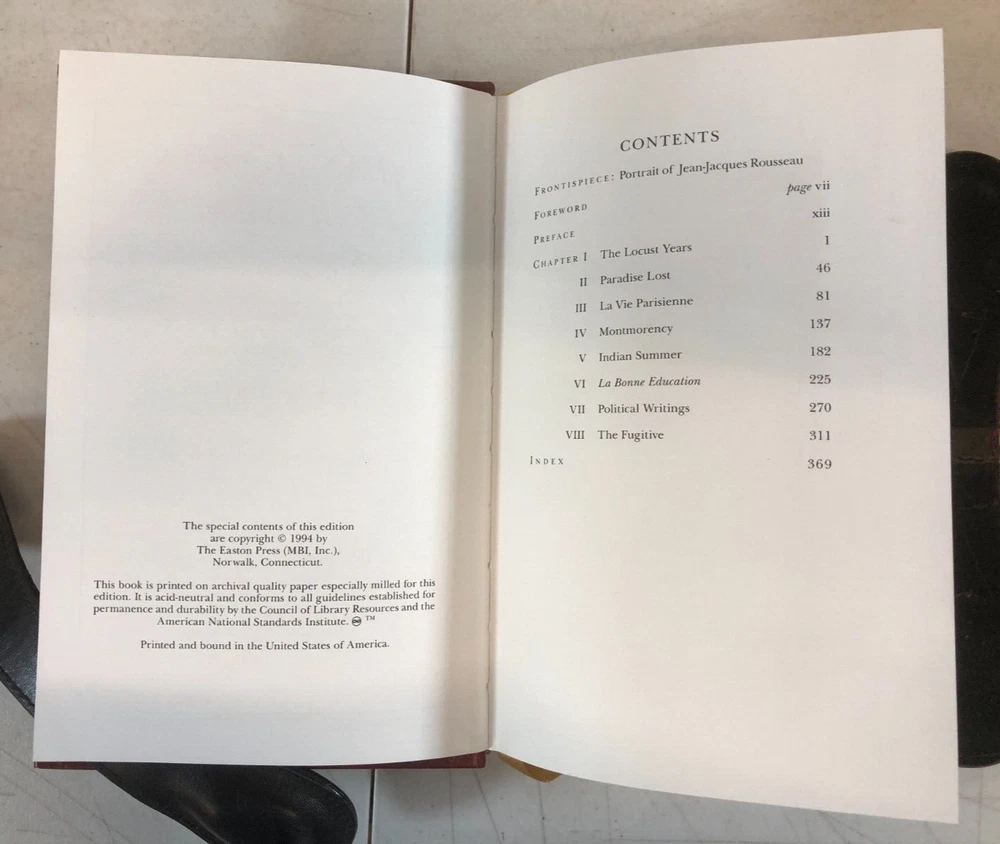 The special contents of this edition
are copyright © 1994 by
The Easton Press (MBI, Inc.),
Norwalk, Connecticut.
This book is printed on archival quality paper especially milled for this
edition. It is acid-neutral and conforms to all guidelines established for
permanence and durability by the Council of Library Resources and the
American National Standards Institute. ♾ ™
Printed and bound in the United States of America.
CONTENTS
FRONTISPIECE: Portrait of Jean-Jacques Rousseau
FOREWORD page vii
PREFACE xiii
CHAPTER I The Locust Years 1
II Paradise Lost 46
III La Vie Parisienne 81
IV Montmorency 137
V Indian Summer 182
VI La Bonne Education 225
VII Political Writings 270
VIII The Fugitive 311
INDEX 369